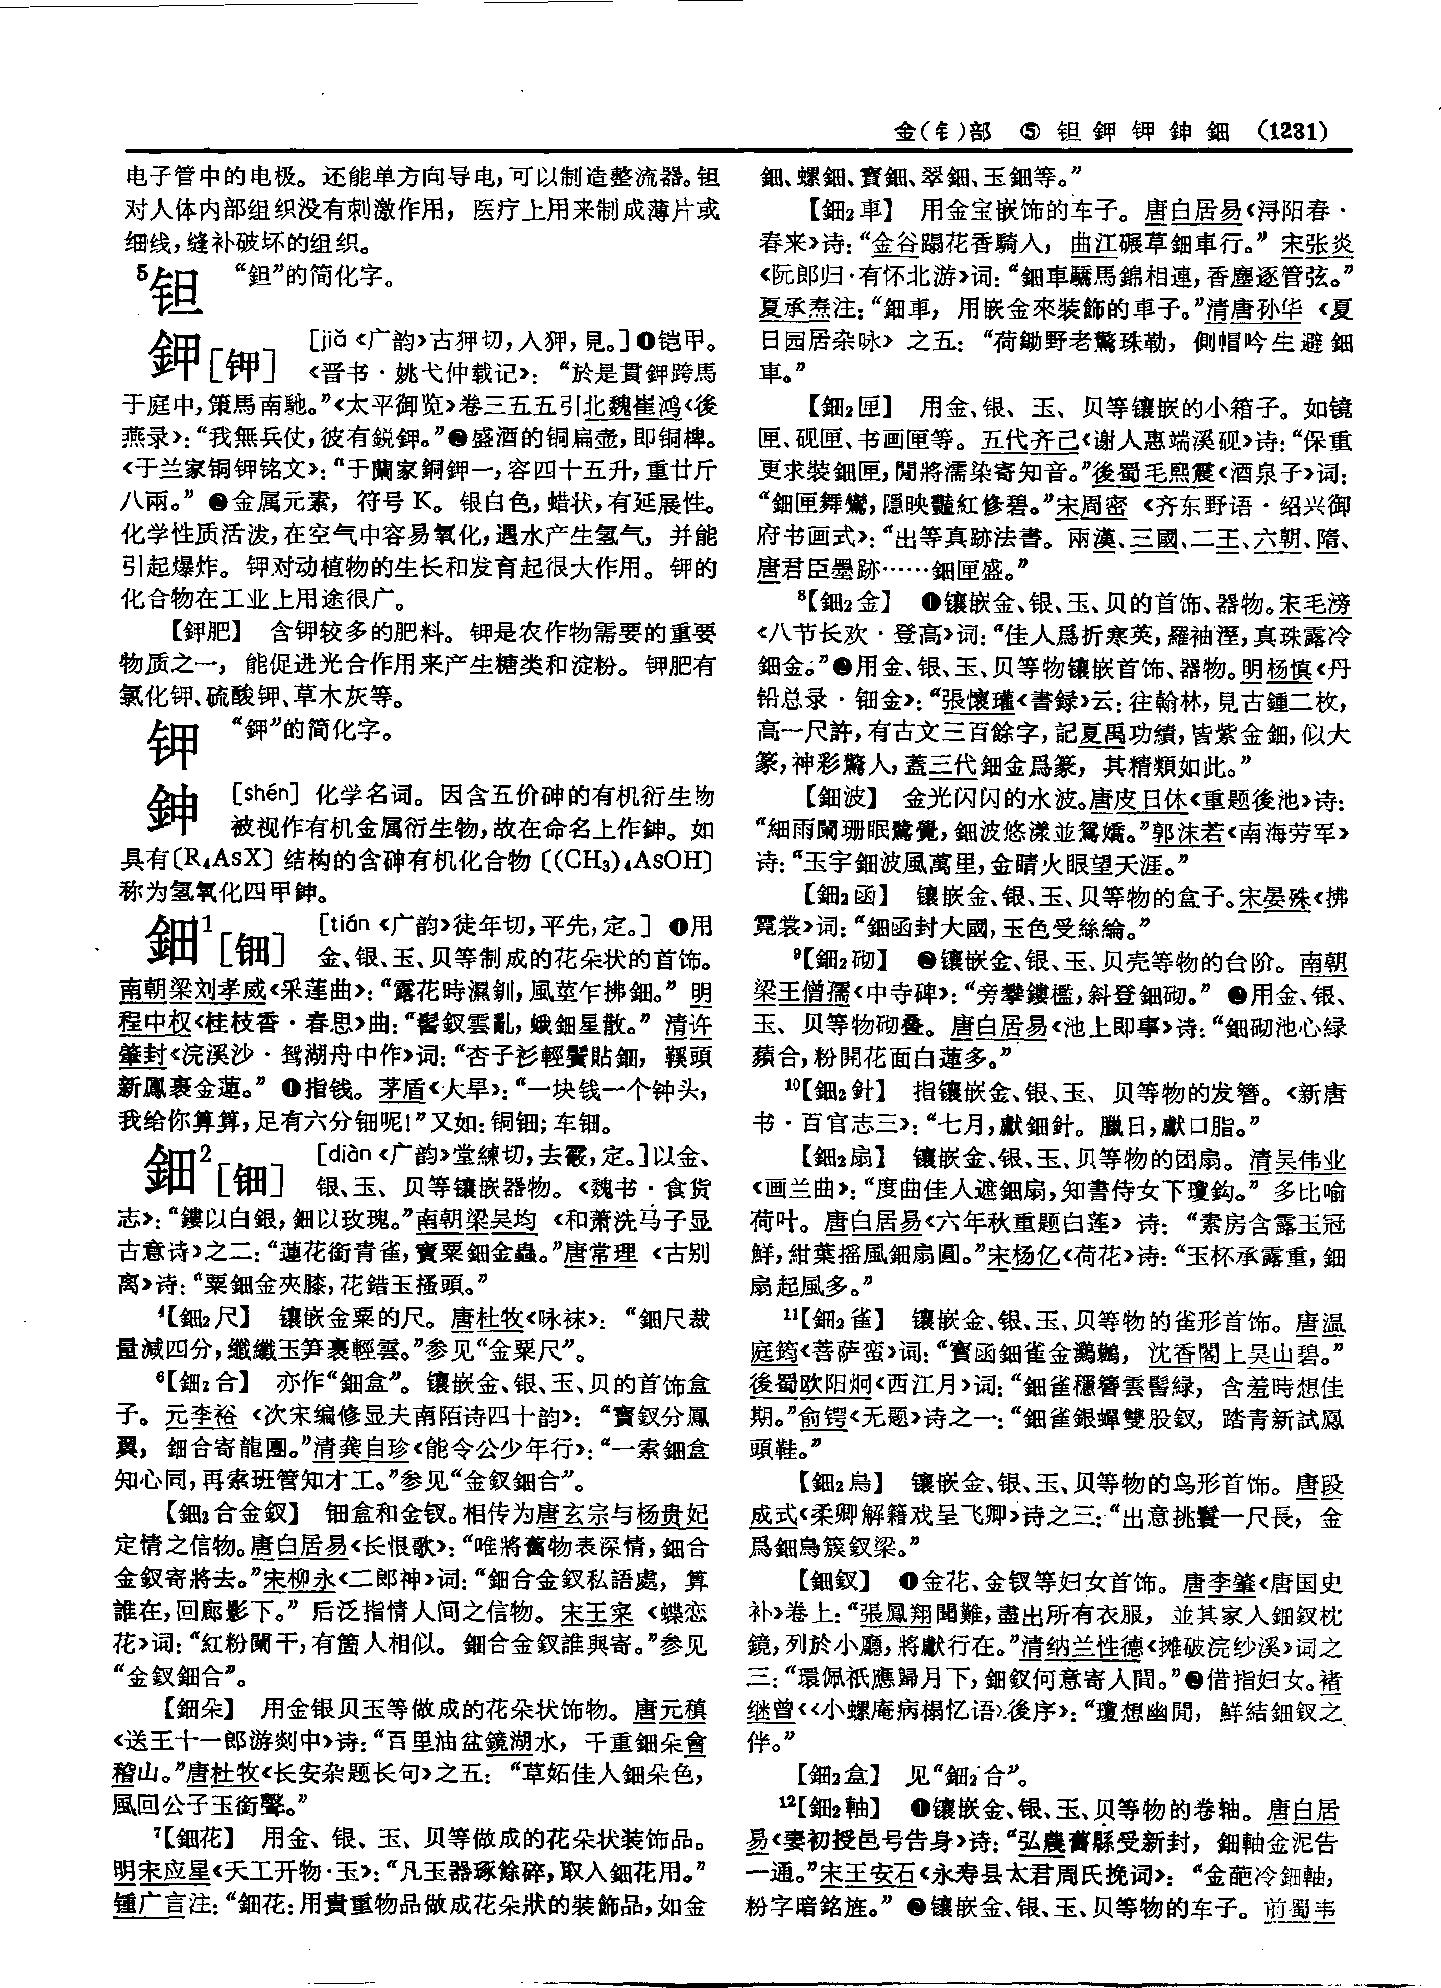 金(钅)部 ⑤ 钽鉀钾鉮鈿 (1231)
电子管中的电极。还能单方向导电,可以制造整流器。钽
对人体内部组织没有刺激作用,医疗上用来制成薄片或
细线,缝补破坏的组织。
5钽 “鉭”的简化字。
鉀[钾] [jiǎ《广韵》古狎切,入狎,見。]❶铠甲。
《晋书·姚弋仲载记》:“於是貫鉀跨馬
于庭中,策馬南馳。”《太平御览》卷三五五引北魏崔鸿《後
燕录》:“我無兵仗,彼有鋭鉀。”❷盛酒的铜扁壶,即铜椑。
《于兰家铜钾铭文》:“于蘭家銅鉀一,容四十五升,重廿斤
八兩。”❸金属元素,符号K。银白色,蜡状,有延展性。
化学性质活泼,在空气中容易氧化,遇水产生氢气,并能
引起爆炸。钾对动植物的生长和发育起很大作用。钾的
化合物在工业上用途很广。
【鉀肥】 含钾较多的肥料。钾是农作物需要的重要
物质之一,能促进光合作用来产生糖类和淀粉。钾肥有
氯化钾、硫酸钾、草木灰等。
钾 “鉀”的简化字。
鉮 [shén] 化学名词。因含五价砷的有机衍生物
被视作有机金属衍生物,故在命名上作鉮。如
具有〔R₄AsX〕结构的含砷有机化合物〔(CH₃)₄AsOH〕
称为氢氧化四甲鉮。
鈿¹[钿] [tián《广韵》徒年切,平先,定。]❶用
金、银、玉、贝等制成的花朵状的首饰。
南朝梁刘孝威《采莲曲》:“露花時濕釧,風莖乍拂鈿。”明
程中权《桂枝香·春思》曲:“髻釵雲亂,蛾鈿星散。”清许
肇封《浣溪沙·鸳湖舟中作》词:“杏子衫輕鬢貼鈿,鞵頭
新鳳裹金蓮。”❶指钱。茅盾《大旱》:“一块钱一个钟头,
我给你算算,足有六分钿呢!”又如:铜钿;车钿。
鈿²[钿] [diàn《广韵》堂練切,去霰,定。]以金、
银、玉、贝等镶嵌器物。《魏书·食货
志》:“鏤以白銀,鈿以玫瑰。”南朝梁吴均《和萧洗马子显
古意诗》之二:“蓮花銜青雀,寶粟鈿金蟲。”唐常理《古别
离》诗:“粟鈿金夾膝,花錯玉搔頭。”
4【鈿₂尺】 镶嵌金粟的尺。唐杜牧《咏袜》:“鈿尺裁
量減四分,纖纖玉笋裹輕雲。”参见“金粟尺”。
6【鈿₂合】 亦作“鈿盒”。镶嵌金、银、玉、贝的首饰盒
子。元李裕《次宋编修显夫南陌诗四十韵》:“寶釵分鳳
翼,鈿合寄龍團。”清龚自珍《能令公少年行》:“一索鈿盒
知心同,再索班管知才工。”参见“金釵鈿合”。
【鈿₂合金釵】 钿盒和金钗。相传为唐玄宗与杨贵妃
定情之信物。唐白居易《长恨歌》:“唯將舊物表深情,鈿合
金釵寄將去。”宋柳永《二郎神》词:“鈿合金釵私語處,算
誰在,回廊影下。”后泛指情人间之信物。宋王寀《蝶恋
花》词:“紅粉闌干,有箇人相似。鈿合金釵誰與寄。”参见
“金釵鈿合”。
【鈿朵】 用金银贝玉等做成的花朵状饰物。唐元稹
《送王十一郎游剡中》诗:“百里油盆鏡湖水,千重鈿朵會
稽山。”唐杜牧《长安杂题长句》之五:“草妬佳人鈿朵色,
風回公子玉銜聲。”
7【鈿花】 用金、银、玉、贝等做成的花朵状装饰品。
明宋应星《天工开物·玉》:“凡玉器琢餘碎,取入鈿花用。”
锺广言注:“鈿花:用貴重物品做成花朵狀的裝飾品,如金
鈿、螺鈿、寶鈿、翠鈿、玉鈿等。”
【鈿₂車】 用金宝嵌饰的车子。唐白居易《浔阳春·
春来》诗:“金谷蹋花香騎入,曲江碾草鈿車行。”宋张炎
《阮郎归·有怀北游》词:“鈿車驕馬錦相連,香塵逐管弦。”
夏承焘注:“鈿車,用嵌金來裝飾的車子。”清唐孙华《夏
日园居杂咏》之五:“荷鋤野老驚珠勒,側帽吟生避鈿
車。”
【鈿₂匣】 用金、银、玉、贝等镶嵌的小箱子。如镜
匣、砚匣、书画匣等。五代齐己《谢人惠端溪砚》诗:“保重
更求裝鈿匣,閒將濡染寄知音。”後蜀毛熙震《酒泉子》词:
“鈿匣舞鸞,隱映豔紅修碧。”宋周密《齐东野语·绍兴御
府书画式》:“出等真跡法書。兩漢、三國、二王、六朝、隋、
唐君臣墨跡……鈿匣盛。”
8【鈿₂金】 ❶镶嵌金、银、玉、贝的首饰、器物。宋毛滂
《八节长欢·登高》词:“佳人爲折寒英,羅袖溼,真珠露冷
鈿金。”❷用金、银、玉、贝等物镶嵌首饰、器物。明杨慎《丹
铅总录·钿金》:“張懷瓘《書録》云:往翰林,見古鍾二枚,
高一尺許,有古文三百餘字,記夏禹功績,皆紫金鈿,似大
篆,神彩驚人,蓋三代鈿金爲篆,其精類如此。”
【鈿波】 金光闪闪的水波。唐皮日休《重题後池》诗:
“細雨闌珊眠鷺覺,鈿波悠漾並鴛嬌。”郭沫若《南海劳军》
诗:“玉宇鈿波風萬里,金睛火眼望天涯。”
【鈿₂函】 镶嵌金、银、玉、贝等物的盒子。宋晏殊《拂
霓裳》词:“鈿函封大國,玉色受絲綸。”
9【鈿₂砌】 ❶镶嵌金、银、玉、贝壳等物的台阶。南朝
梁王僧孺《中寺碑》:“旁攀鏤檻,斜登鈿砌。”❷用金、银、
玉、贝等物砌叠。唐白居易《池上即事》诗:“鈿砌池心緑
蘋合,粉開花面白蓮多。”
10【鈿₂針】 指镶嵌金、银、玉、贝等物的发簪。《新唐
书·百官志三》:“七月,獻鈿針。臘日,獻口脂。”
【鈿₂扇】 镶嵌金、银、玉、贝等物的团扇。清吴伟业
《画兰曲》:“度曲佳人遮鈿扇,知書侍女下瓊鈎。”多比喻
荷叶。唐白居易《六年秋重题白莲》诗:“素房含露玉冠
鮮,紺葉摇風鈿扇圓。”宋杨亿《荷花》诗:“玉杯承露重,鈿
扇起風多。”
11【鈿₂雀】 镶嵌金、银、玉、贝等物的雀形首饰。唐温
庭筠《菩萨蛮》词:“寶函鈿雀金鸂鶒,沈香閣上吴山碧。”
後蜀欧阳炯《西江月》词:“鈿雀穩簪雲髻緑,含羞時想佳
期。”俞锷《无题》诗之一:“鈿雀銀蟬雙股釵,踏青新試鳳
頭鞋。”
【鈿₂鳥】 镶嵌金、银、玉、贝等物的鸟形首饰。唐段
成式《柔卿解籍戏呈飞卿》诗之三:“出意挑鬟一尺長,金
爲鈿鳥簇釵梁。”
【鈿釵】 ❶金花、金钗等妇女首饰。唐李肇《唐国史
补》卷上:“張鳳翔聞難,盡出所有衣服,並其家人鈿釵枕
鏡,列於小廳,將獻行在。”清纳兰性德《摊破浣纱溪》词之
三:“環佩祇應歸月下,鈿釵何意寄人間。”❷借指妇女。褚
继曾《〈小螺庵病榻忆语〉後序》:“瓊想幽閒,鮮結鈿釵之
伴。”
【鈿₂盒】 见“鈿₂合”。
12【鈿₂軸】 ❶镶嵌金、银、玉、贝等物的卷轴。唐白居
易《妻初授邑号告身》诗:“弘農舊縣受新封,鈿軸金泥告
一通。”宋王安石《永寿县太君周氏挽词》:“金葩冷鈿軸,
粉字暗銘旌。”❷镶嵌金、银、玉、贝等物的车子。前蜀韦